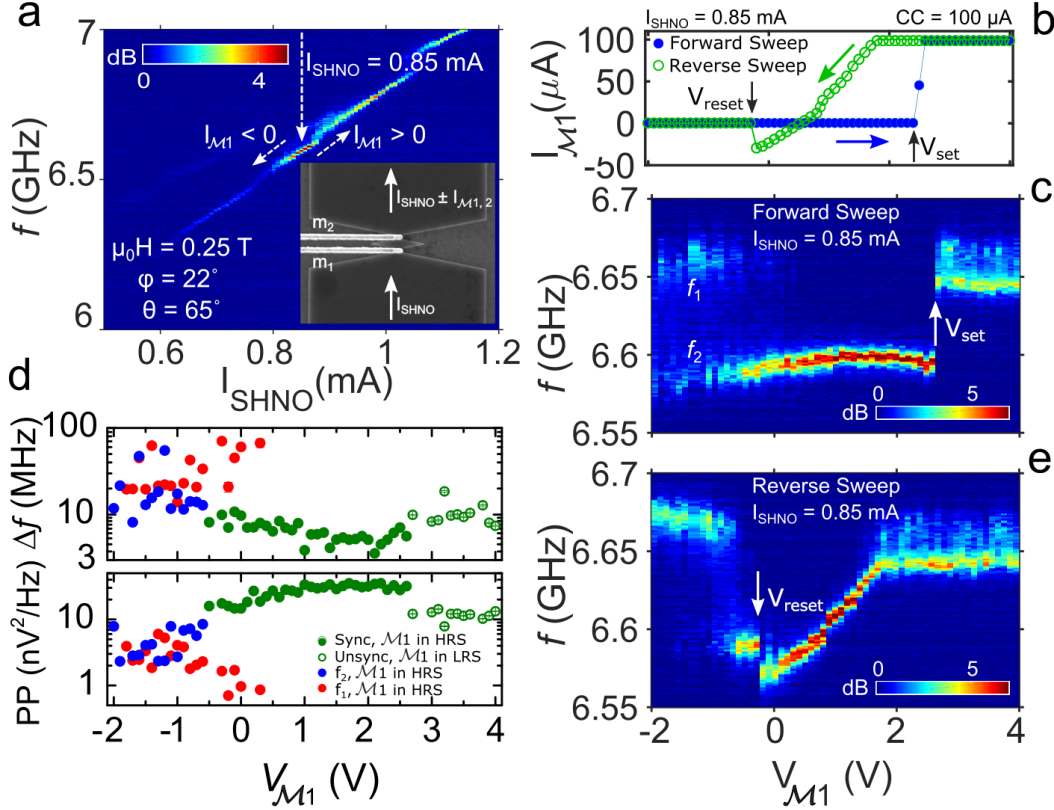 a
7
6.5
6
f (GHz)
dB
0
4
I_SHNO = 0.85 mA
I_ℳ1 < 0
I_ℳ1 > 0
μ₀H = 0.25 T
φ = 22°
θ = 65°
I_SHNO ± I_ℳ1, 2
m₂
m₁
I_SHNO
0.6
0.8
1
1.2
I_SHNO(mA)
I_SHNO = 0.85 mA
CC = 100 μA
b
100
50
0
-50
I_ℳ1(μA)
Forward Sweep
Reverse Sweep
V_reset
V_set
c
6.7
6.65
6.6
6.55
f (GHz)
Forward Sweep
I_SHNO = 0.85 mA
f₁
f₂
V_set
0
5
dB
-2
0
2
4
d
100
10
3
Δf (MHz)
10
1
PP (nV²/Hz)
Sync, ℳ1 in HRS
Unsync, ℳ1 in LRS
f₂, ℳ1 in HRS
f₁, ℳ1 in HRS
-2
-1
0
1
2
3
4
V_ℳ1 (V)
e
6.7
6.65
6.6
6.55
f (GHz)
Reverse Sweep
I_SHNO = 0.85 mA
V_reset
0
5
dB
-2
0
2
4
V_ℳ1 (V)